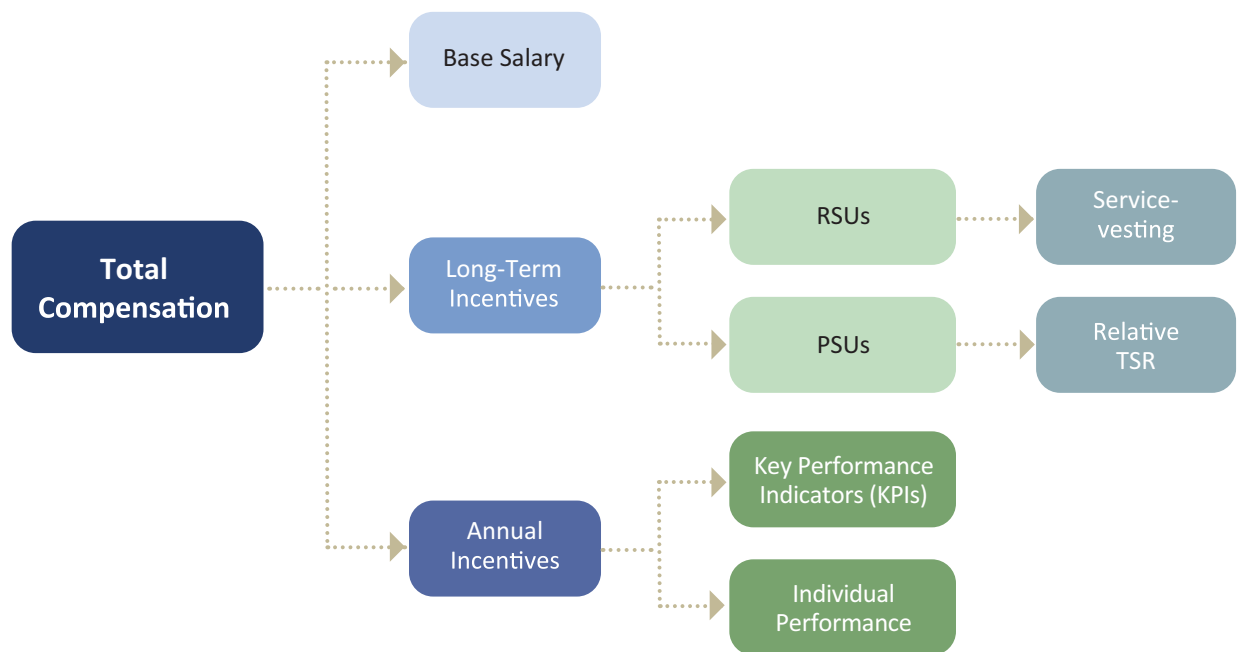 Total
Compensation
Base Salary
Long-Term
Incentives
RSUs
Service-
vesting
PSUs
Relative
TSR
Annual
Incentives
Key Performance
Indicators (KPIs)
Individual
Performance